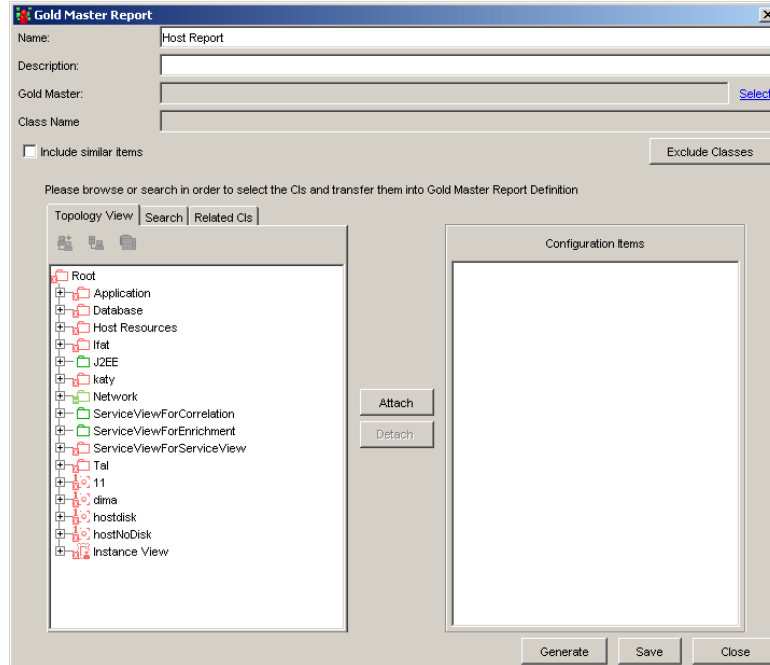 Gold Master Report
Name: Host Report
Description:
Gold Master: Select
Class Name
Include similar items Exclude Classes
Please browse or search in order to select the CIs and transfer them into Gold Master Report Definition
Topology View Search Related CIs
Configuration Items
Root
Application
Database
Host Resources
Ifat
J2EE
katy
Network
ServiceViewForCorrelation
ServiceViewForEnrichment
ServiceViewForServiceView
Tal
11
dima
hostdisk
hostNoDisk
Instance View
Attach
Detach
Generate Save Close